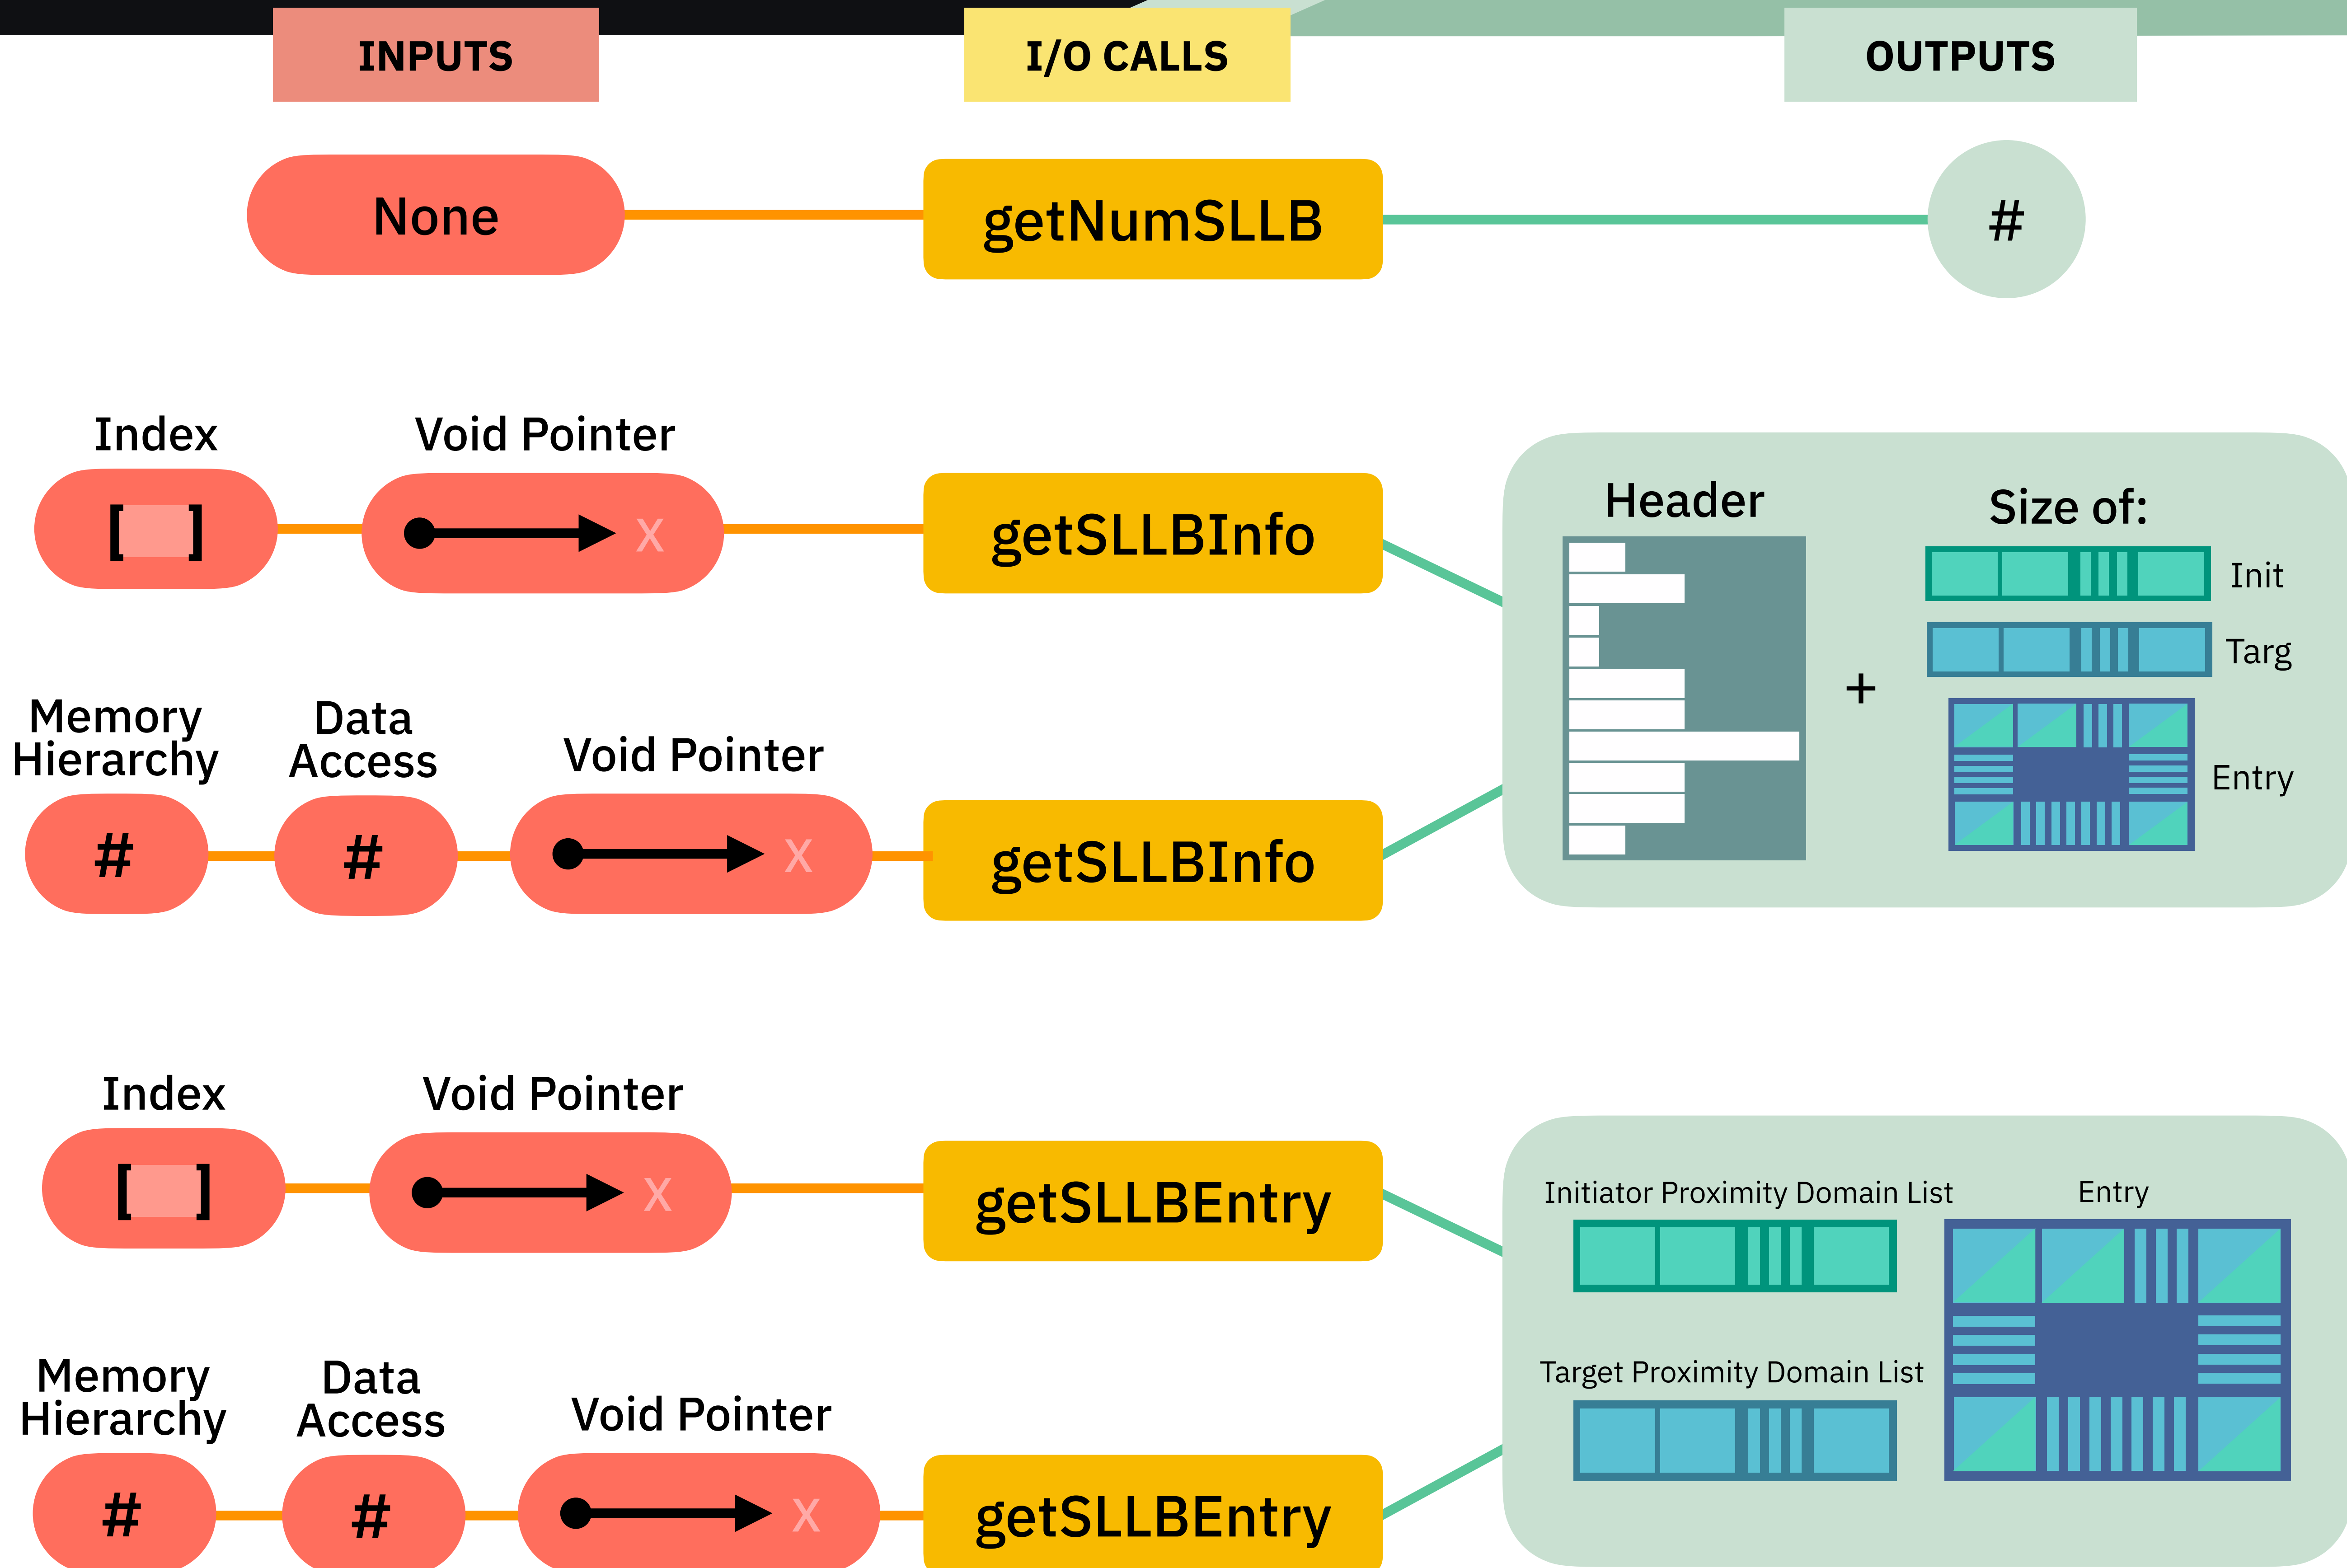 INPUTS
I/O CALLS
OUTPUTS
None
getNumSLLB
#
Index
Void Pointer
[ ]
X
getSLLBInfo
Header
Size of:
Init
Targ
+
Entry
Memory
Hierarchy
Data
Access
Void Pointer
#
#
X
getSLLBInfo
Index
Void Pointer
[ ]
X
getSLLBEntry
Initiator Proximity Domain List
Entry
Target Proximity Domain List
Memory
Hierarchy
Data
Access
Void Pointer
#
#
X
getSLLBEntry